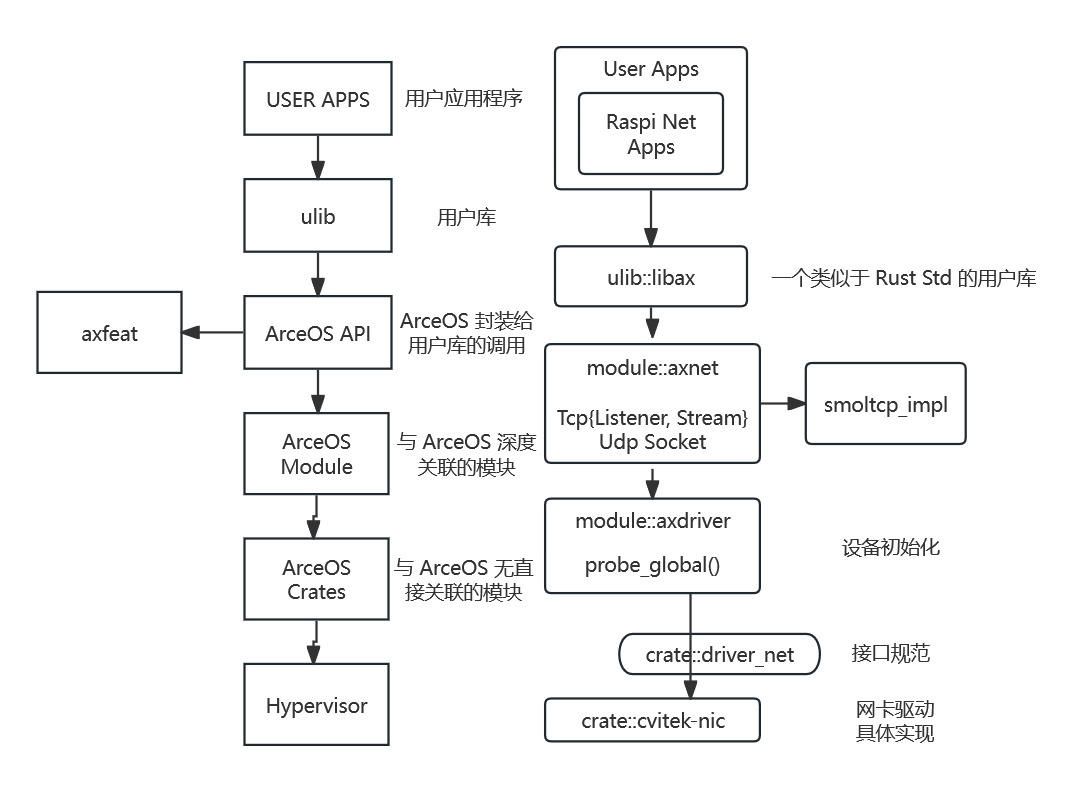 USER APPS
用户应用程序
ulib
用户库
axfeat
ArceOS API
ArceOS 封装给
用户库的调用
ArceOS
Module
与 ArceOS 深度
关联的模块
ArceOS
Crates
与 ArceOS 无直
接关联的模块
Hypervisor
User Apps
Raspi Net
Apps
ulib::libax
一个类似于 Rust Std 的用户库
module::axnet
Tcp{Listener, Stream}
Udp Socket
smoltcp_impl
module::axdriver
probe_global()
设备初始化
crate::driver_net
接口规范
crate::cvitek-nic
网卡驱动
具体实现